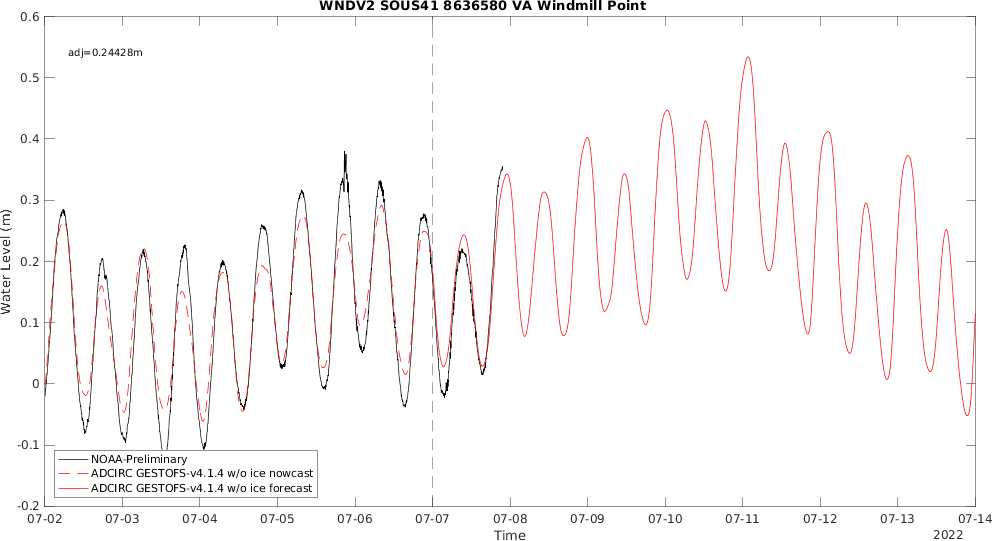 WNDV2 SOUS41 8636580 VA Windmill Point
adj=0.24428m
Water Level (m)
0.6
0.5
0.4
0.3
0.2
0.1
0
-0.1
-0.2
NOAA-Preliminary
ADCIRC GESTOFS-v4.1.4 w/o ice nowcast
ADCIRC GESTOFS-v4.1.4 w/o ice forecast
07-02 07-03 07-04 07-05 07-06 07-07 07-08 07-09 07-10 07-11 07-12 07-13 07-14
Time
2022